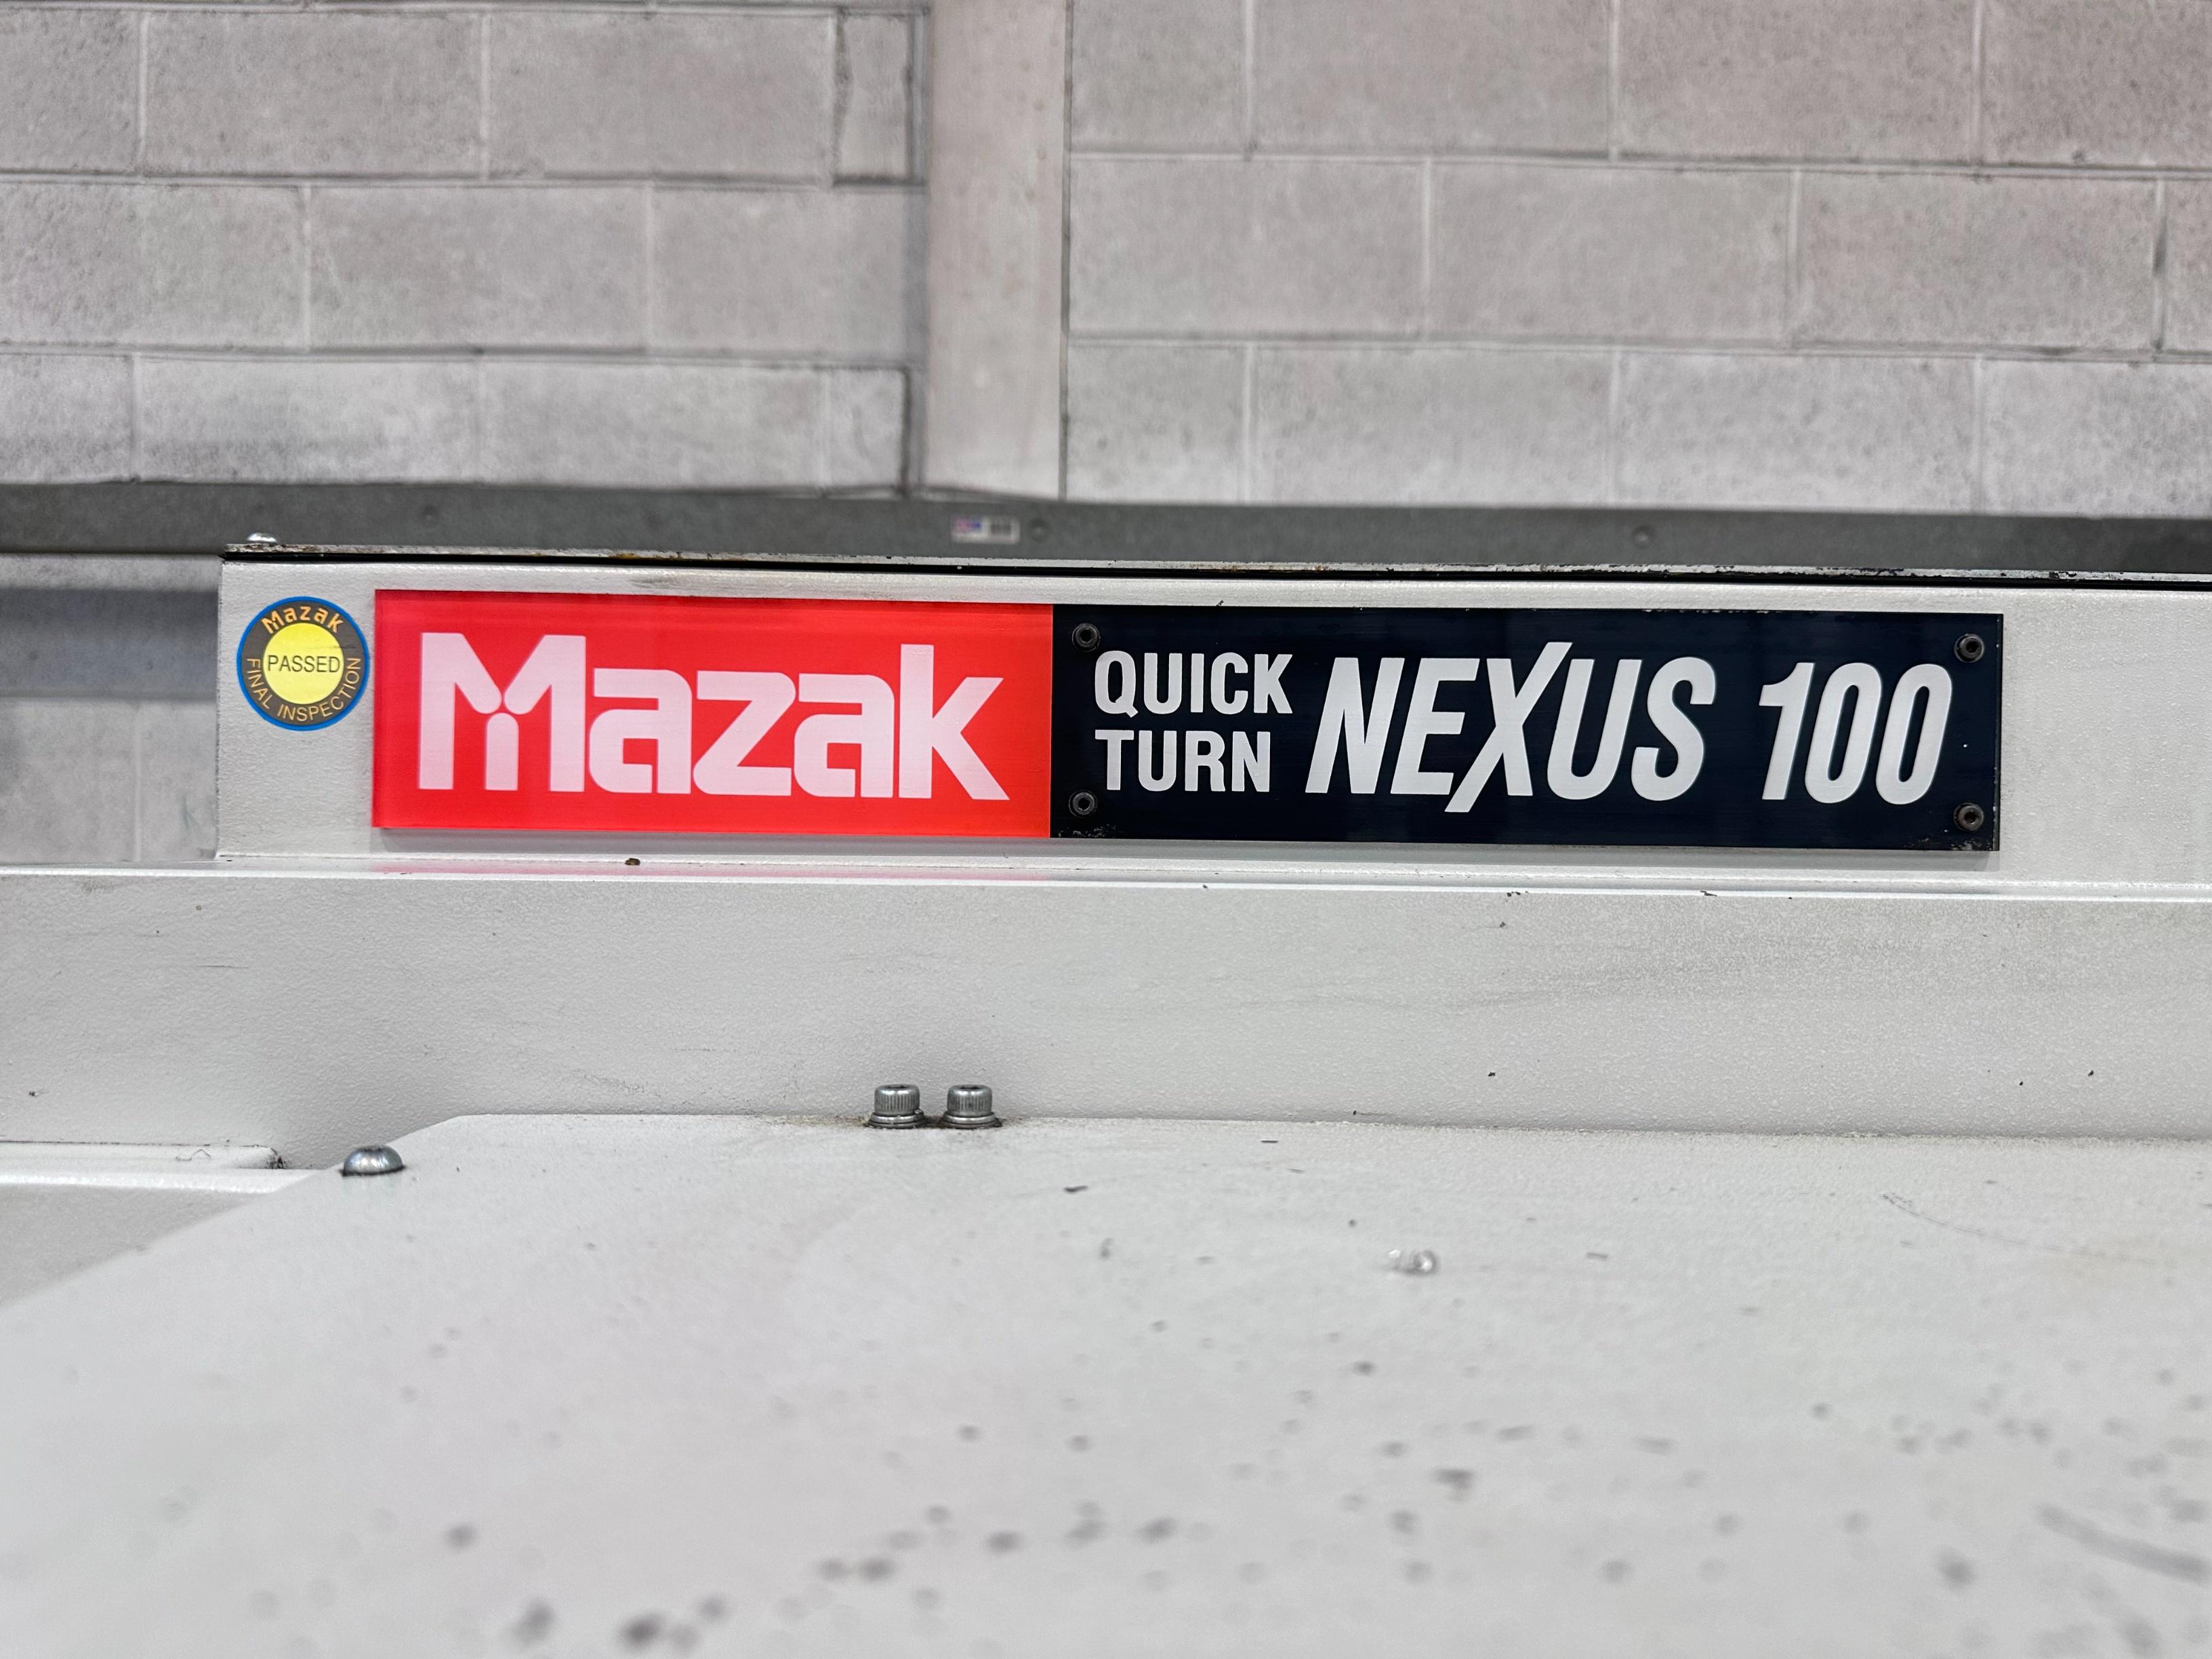 Mazak
PASSED
FINAL INSPECTION
Mazak
QUICK
TURN
NEXUS 100